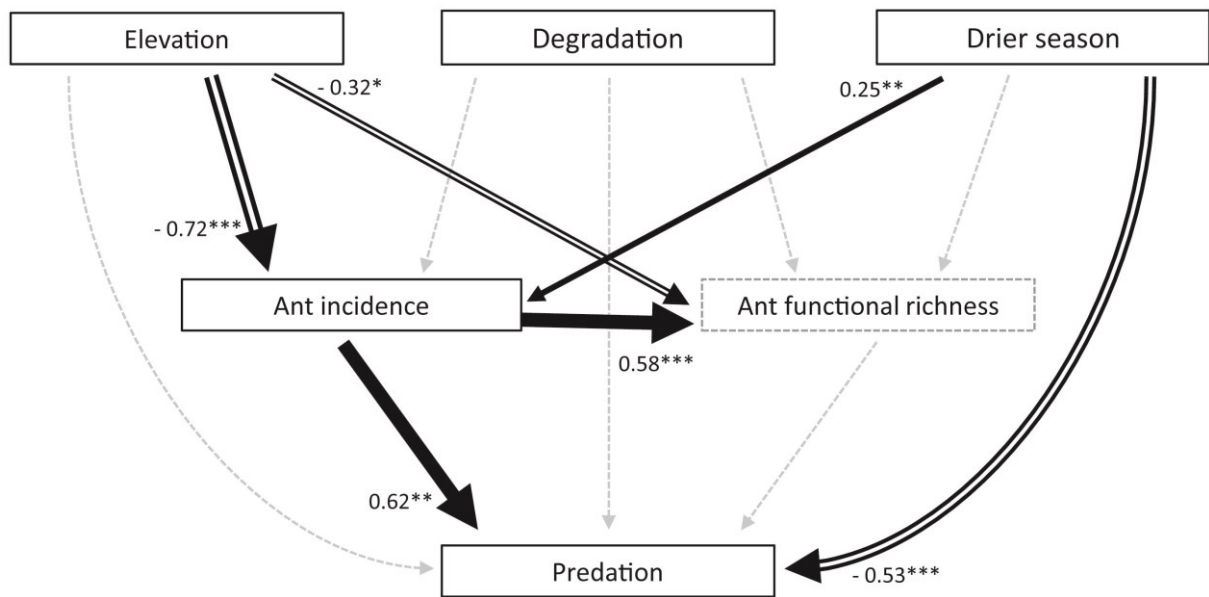 Elevation
Degradation
Drier season
- 0.32*
0.25**
- 0.72***
Ant incidence
Ant functional richness
0.58***
0.62**
Predation
- 0.53***